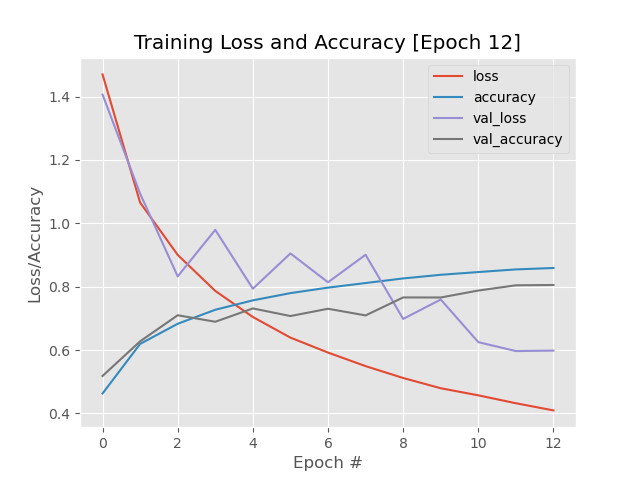 Training Loss and Accuracy [Epoch 12]
loss
accuracy
val_loss
val_accuracy
1.4
1.2
1.0
0.8
0.6
0.4
Loss/Accuracy
0 2 4 6 8 10 12
Epoch #